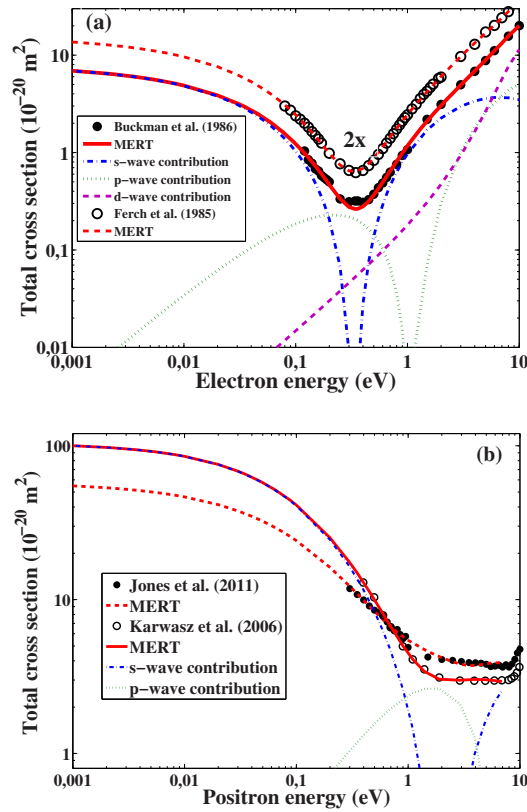 (a)
Total cross section (10⁻²⁰ m²)
10
1
0,1
0,01
2x
Buckman et al. (1986)
MERT
s−wave contribution
p−wave contribution
d−wave contribution
Ferch et al. (1985)
MERT
0,001 0,01 0,1 1 10
Electron energy (eV)
(b)
Total cross section (10⁻²⁰ m²)
100
10
1
Jones et al. (2011)
MERT
Karwasz et al. (2006)
MERT
s−wave contribution
p−wave contribution
0,001 0,01 0,1 1 10
Positron energy (eV)